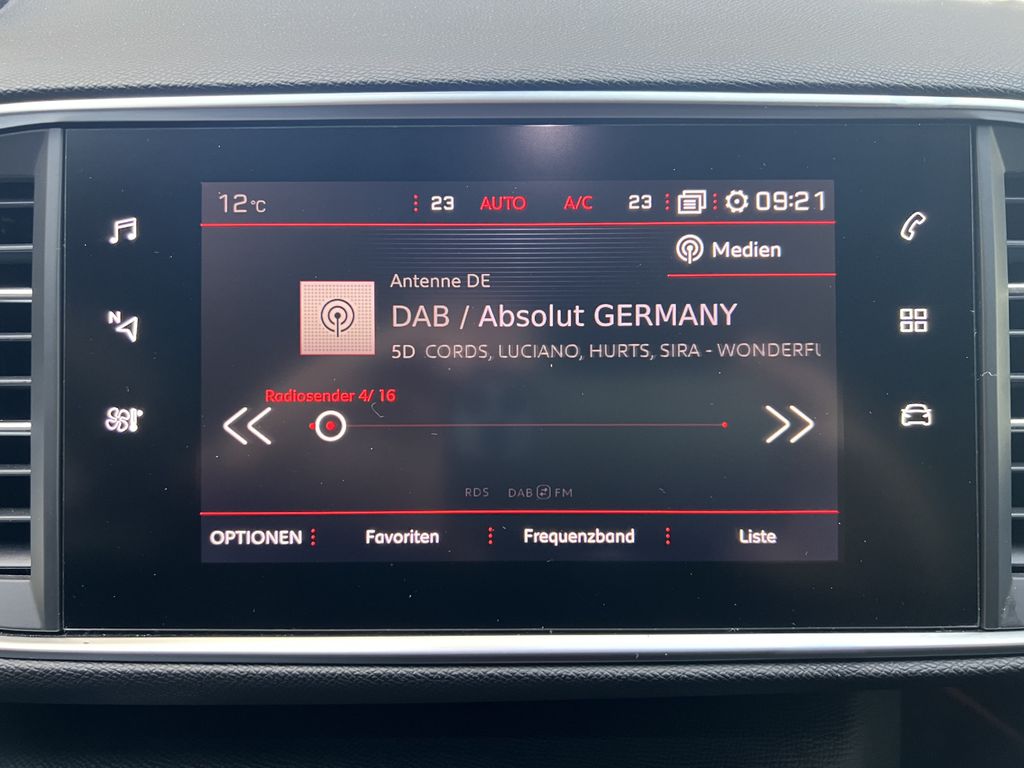 12°C 23 AUTO A/C 23 09:21
Medien
Antenne DE
DAB / Absolut GERMANY
5D CORDS, LUCIANO, HURTS, SIRA - WONDERFU
Radiosender 4/ 16
N
RDS DAB FM
OPTIONEN Favoriten Frequenzband Liste